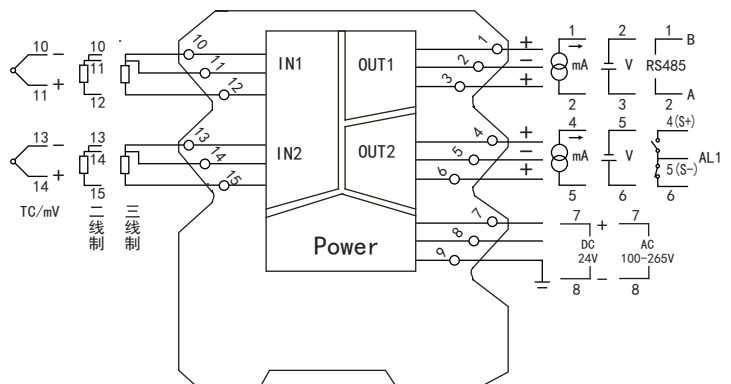 10 −
+
11
10
11
12
10
11
12
IN1
OUT1
1 +
2 −
3 +
1
mA
2
2
V
3
1 B
RS485
A
2
13 −
+
14
13
14
15
13
14
15
IN2
OUT2
4 +
5 −
6 +
4
mA
5
5
V
6
4(S+)
AL1
5(S-)
6
TC/mV
二线制
三线制
Power
7
8
9
7 +
DC
24V
8 −
7
AC
100-265V
8